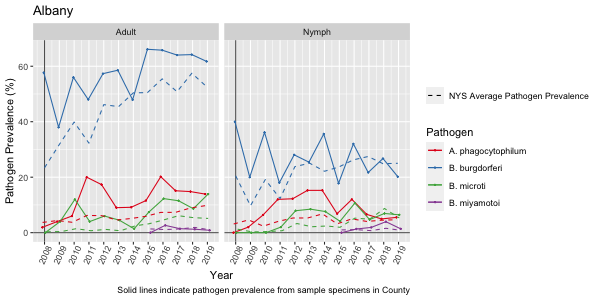 Albany
Adult
Nymph
Pathogen Prevalence (%)
60
40
20
0
2008
2009
2010
2011
2012
2013
2014
2015
2016
2017
2018
2019
2008
2009
2010
2011
2012
2013
2014
2015
2016
2017
2018
2019
Year
Solid lines indicate pathogen prevalence from sample specimens in County
NYS Average Pathogen Prevalence
Pathogen
A. phagocytophilum
B. burgdorferi
B. microti
B. miyamotoi